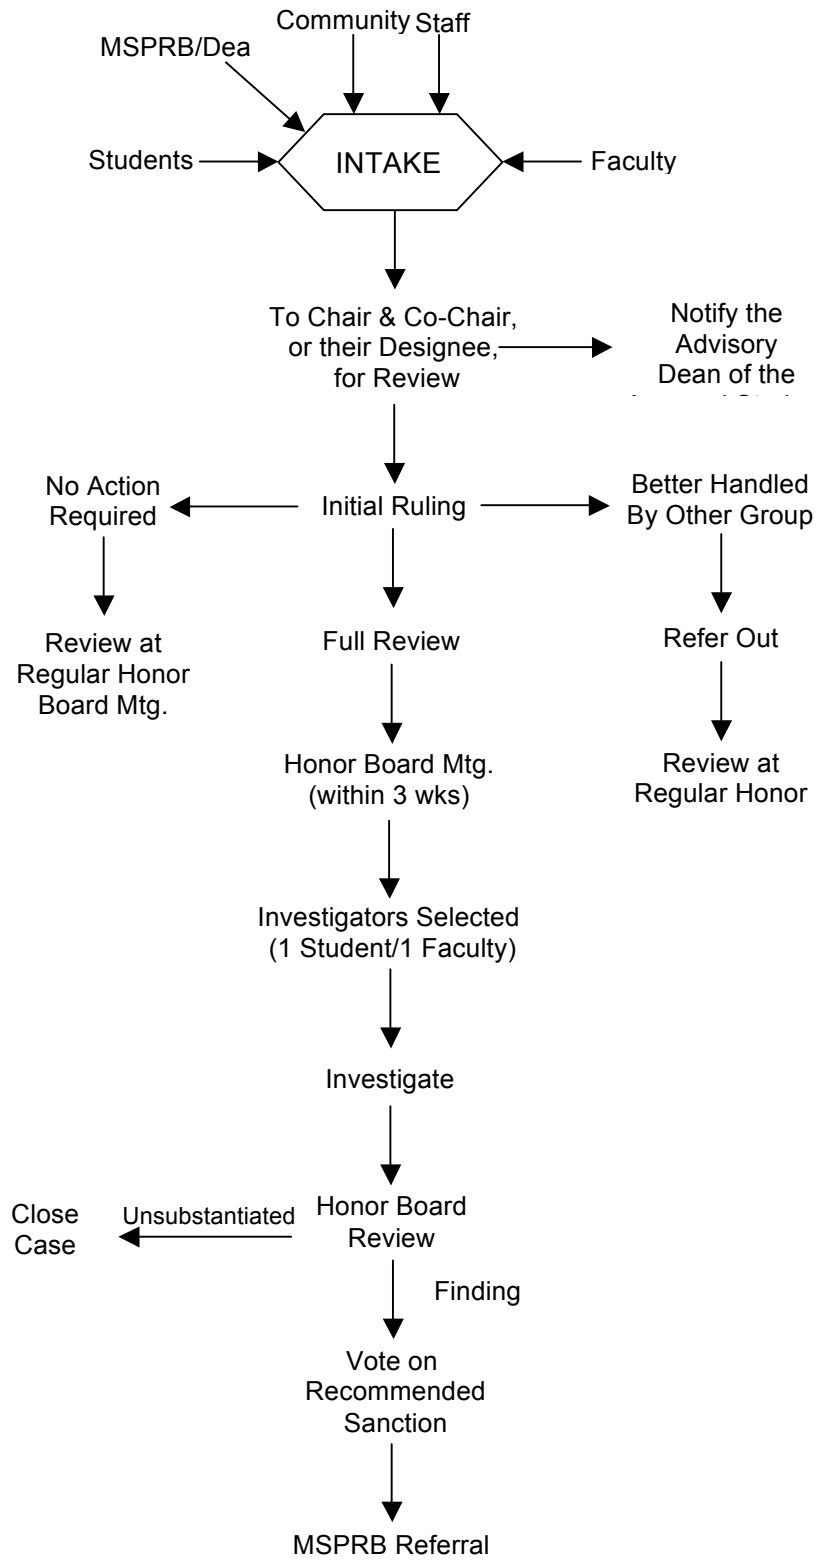 Community
Staff
MSPRB/Dea
Students
INTAKE
Faculty
To Chair & Co-Chair,
or their Designee,
for Review
Notify the
Advisory
Dean of the
No Action
Required
Initial Ruling
Better Handled
By Other Group
Review at
Regular Honor
Board Mtg.
Full Review
Refer Out
Honor Board Mtg.
(within 3 wks)
Review at
Regular Honor
Investigators Selected
(1 Student/1 Faculty)
Investigate
Close
Case
Unsubstantiated
Honor Board
Review
Finding
Vote on
Recommended
Sanction
MSPRB Referral